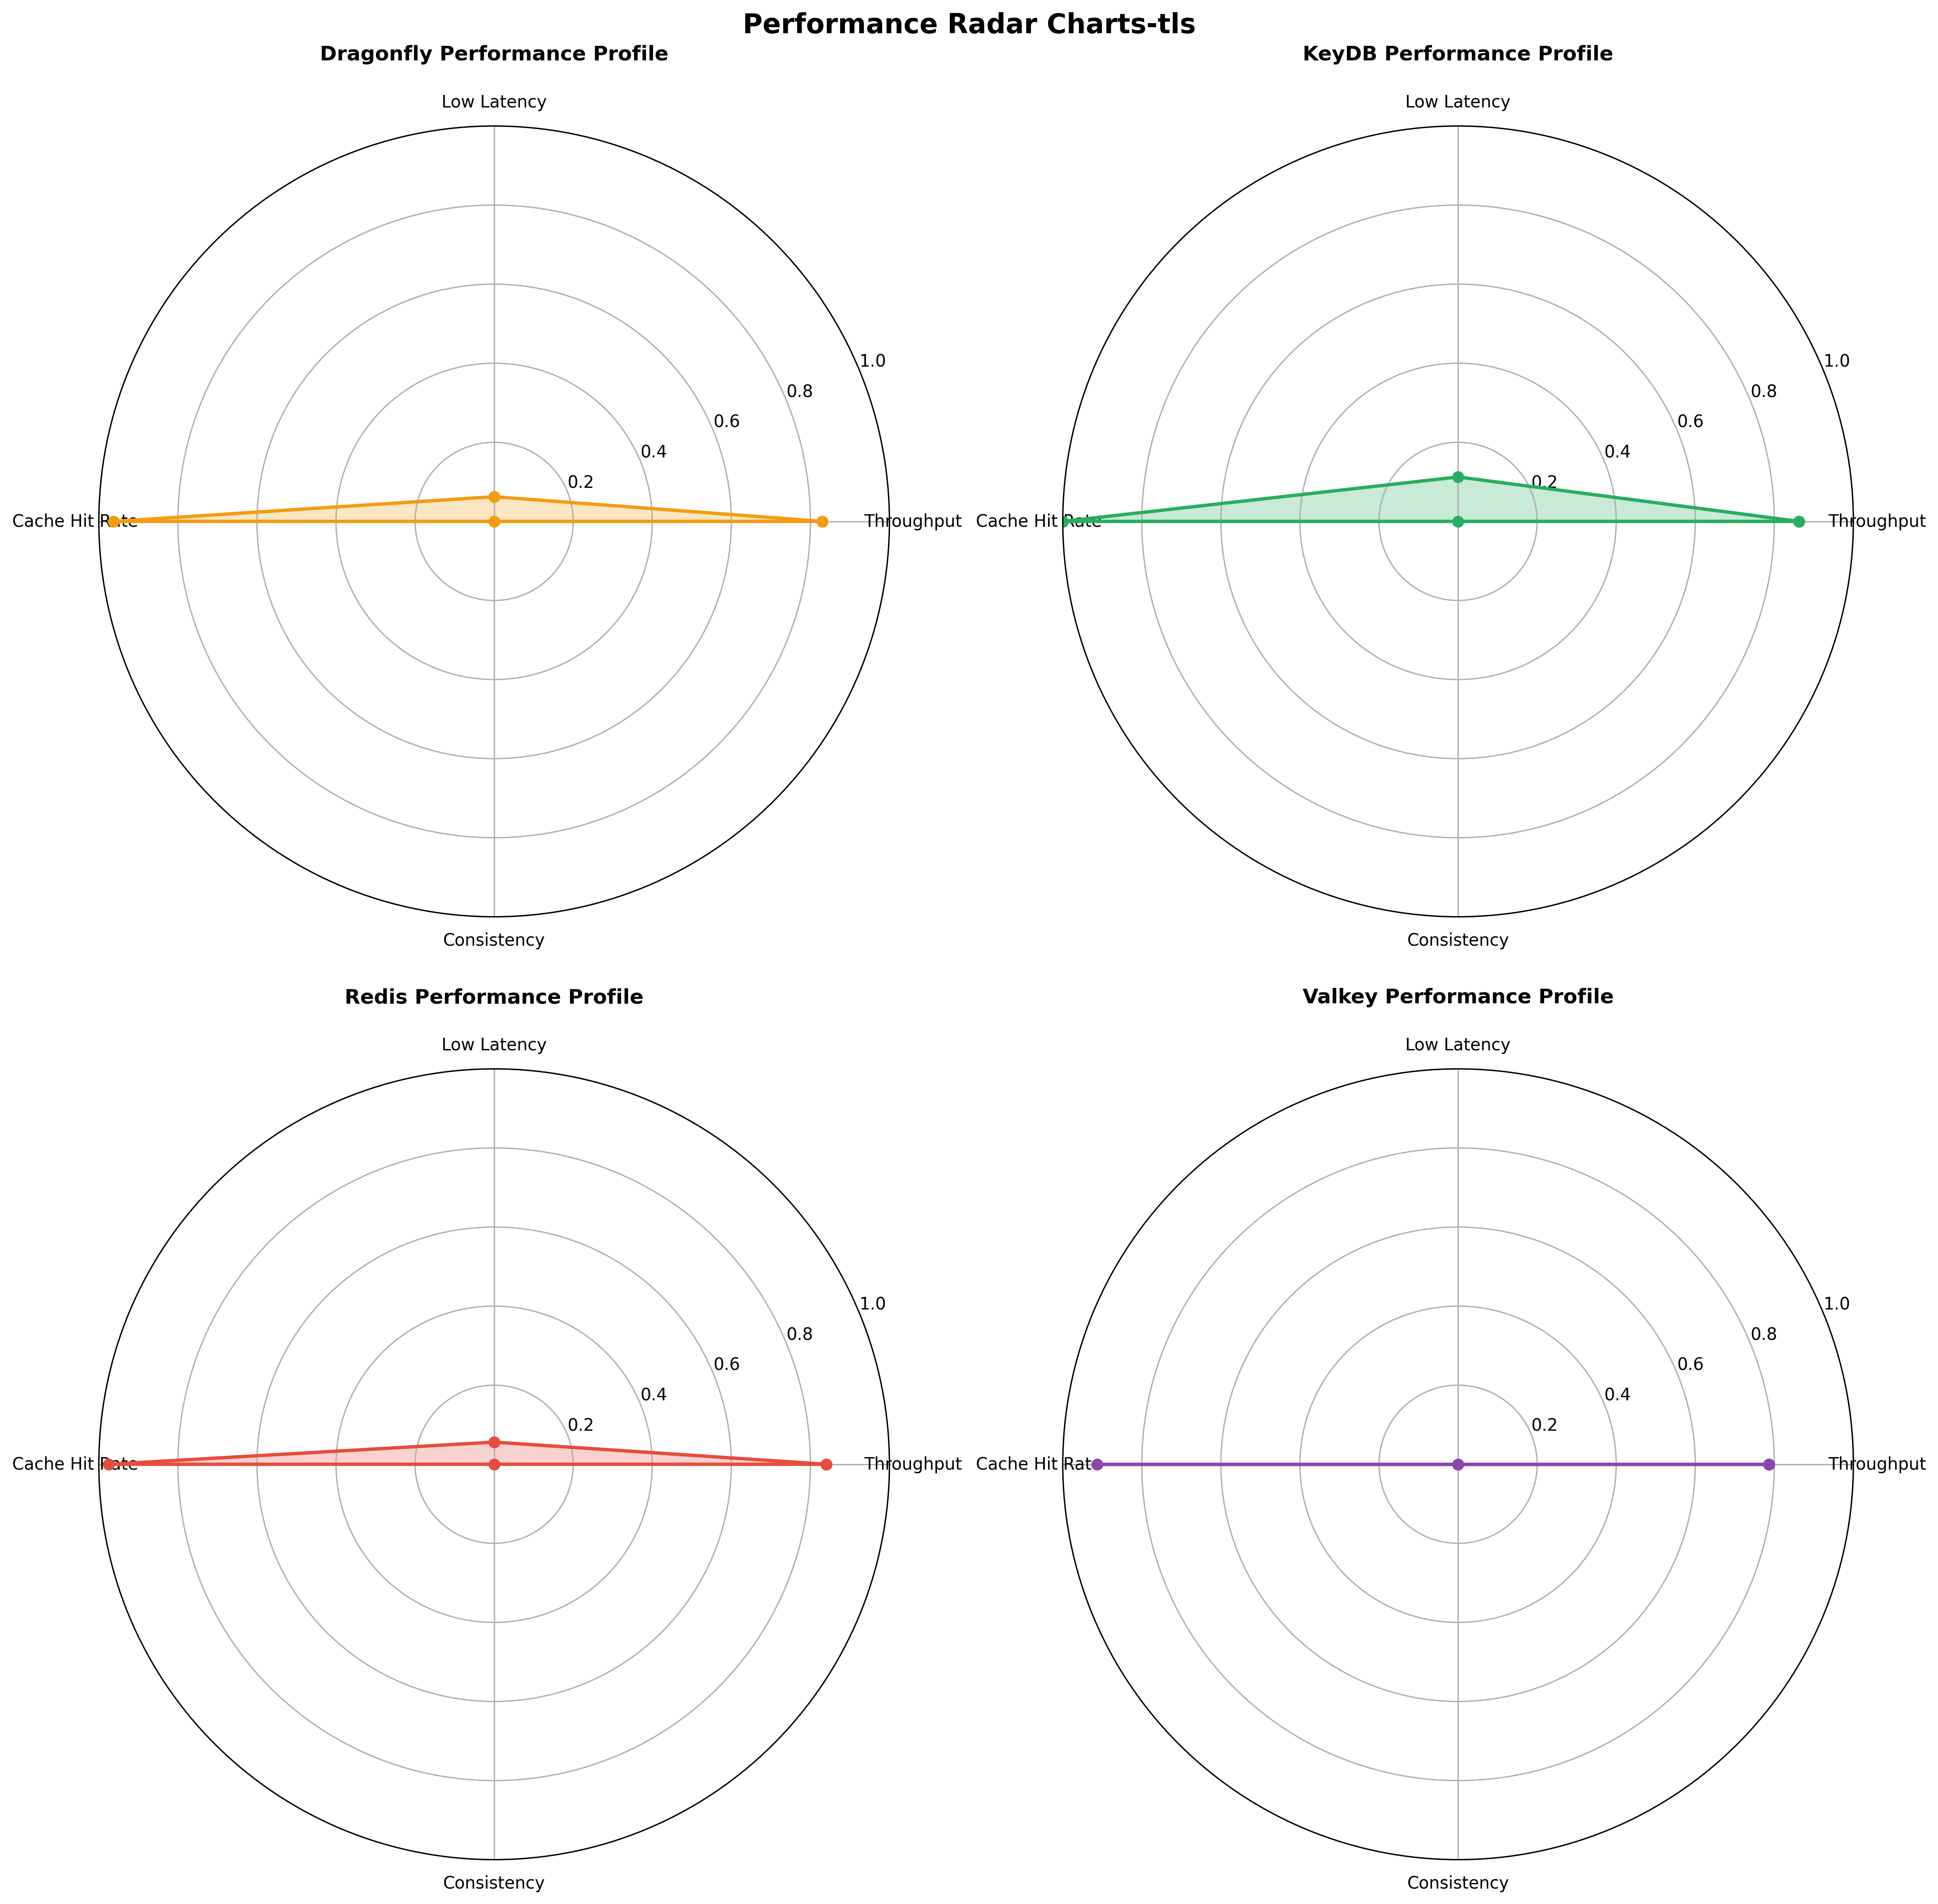 Performance Radar Charts-tls
Dragonfly Performance Profile
Low Latency
1.0
0.8
0.6
0.4
0.2
Cache Hit Rate
Throughput
Consistency
KeyDB Performance Profile
Low Latency
1.0
0.8
0.6
0.4
0.2
Cache Hit Rate
Throughput
Consistency
Redis Performance Profile
Low Latency
1.0
0.8
0.6
0.4
0.2
Cache Hit Rate
Throughput
Consistency
Valkey Performance Profile
Low Latency
1.0
0.8
0.6
0.4
0.2
Cache Hit Rate
Throughput
Consistency